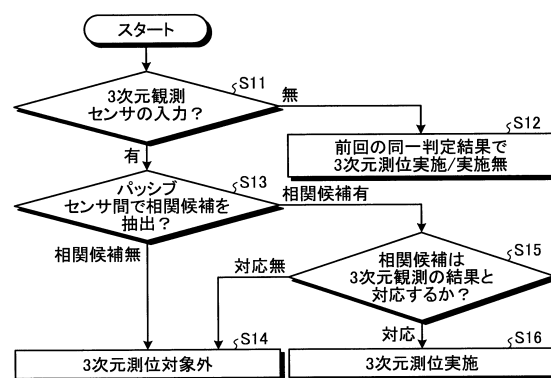 スタート
S11
3次元観測
センサの入力？
無
S12
前回の同一判定結果で
3次元測位実施/実施無
有
S13
パッシブ
センサ間で相関候補を
抽出？
相関候補有
相関候補無
S15
相関候補は
3次元観測の結果と
対応するか？
対応無
対応
S14
3次元測位対象外
S16
3次元測位実施